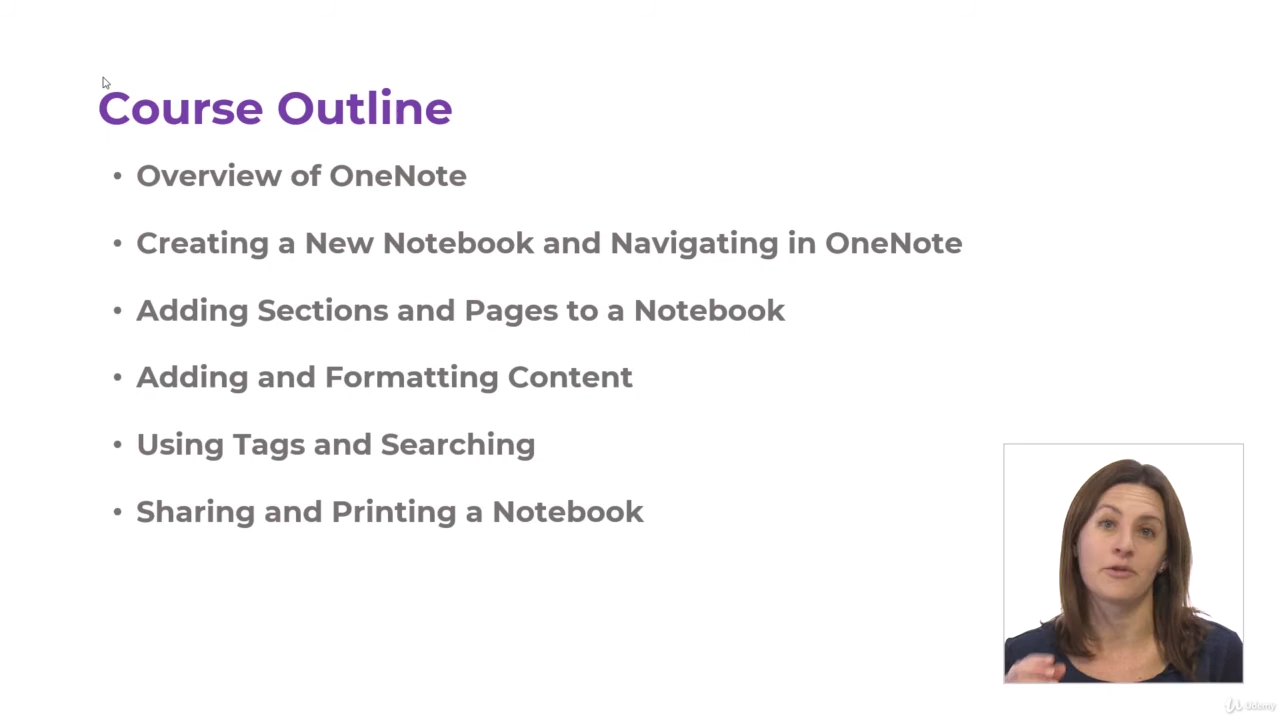 Course Outline
• Overview of OneNote
• Creating a New Notebook and Navigating in OneNote
• Adding Sections and Pages to a Notebook
• Adding and Formatting Content
• Using Tags and Searching
• Sharing and Printing a Notebook
Udemy